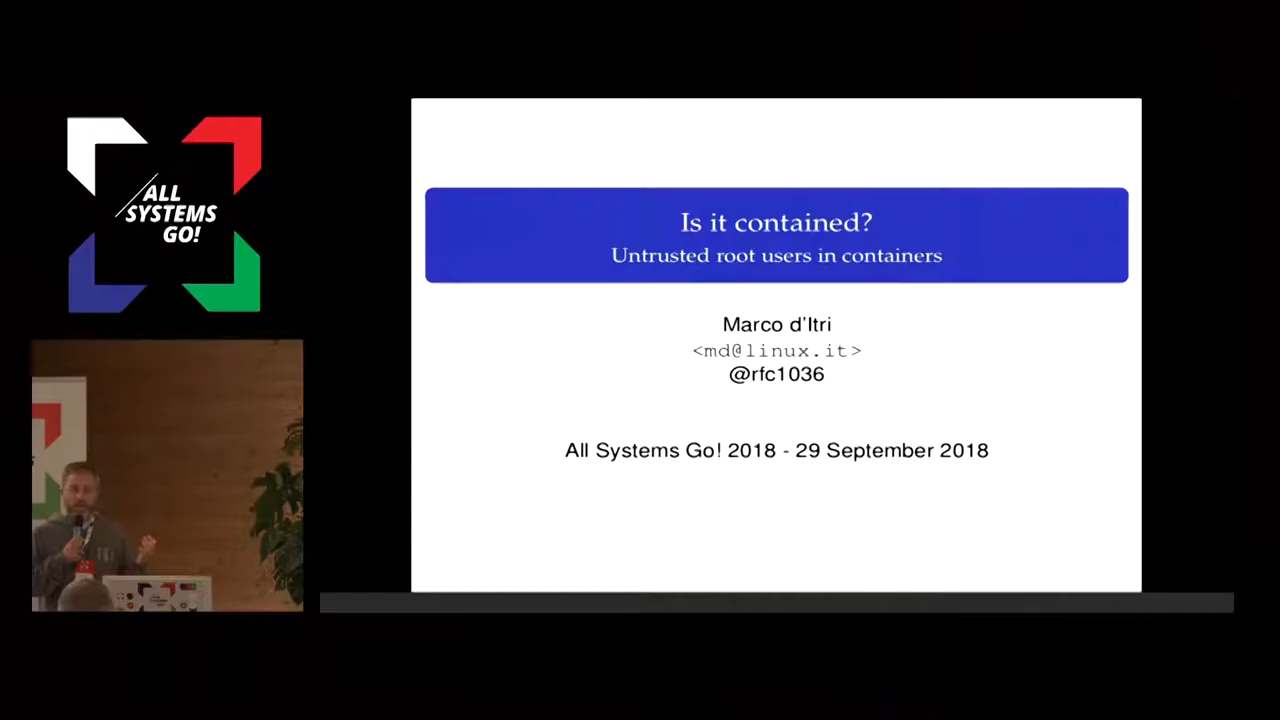 ALL
SYSTEMS
GO!
Is it contained?
Untrusted root users in containers
Marco d'Itri
<md@linux.it>
@rfc1036
All Systems Go! 2018 - 29 September 2018